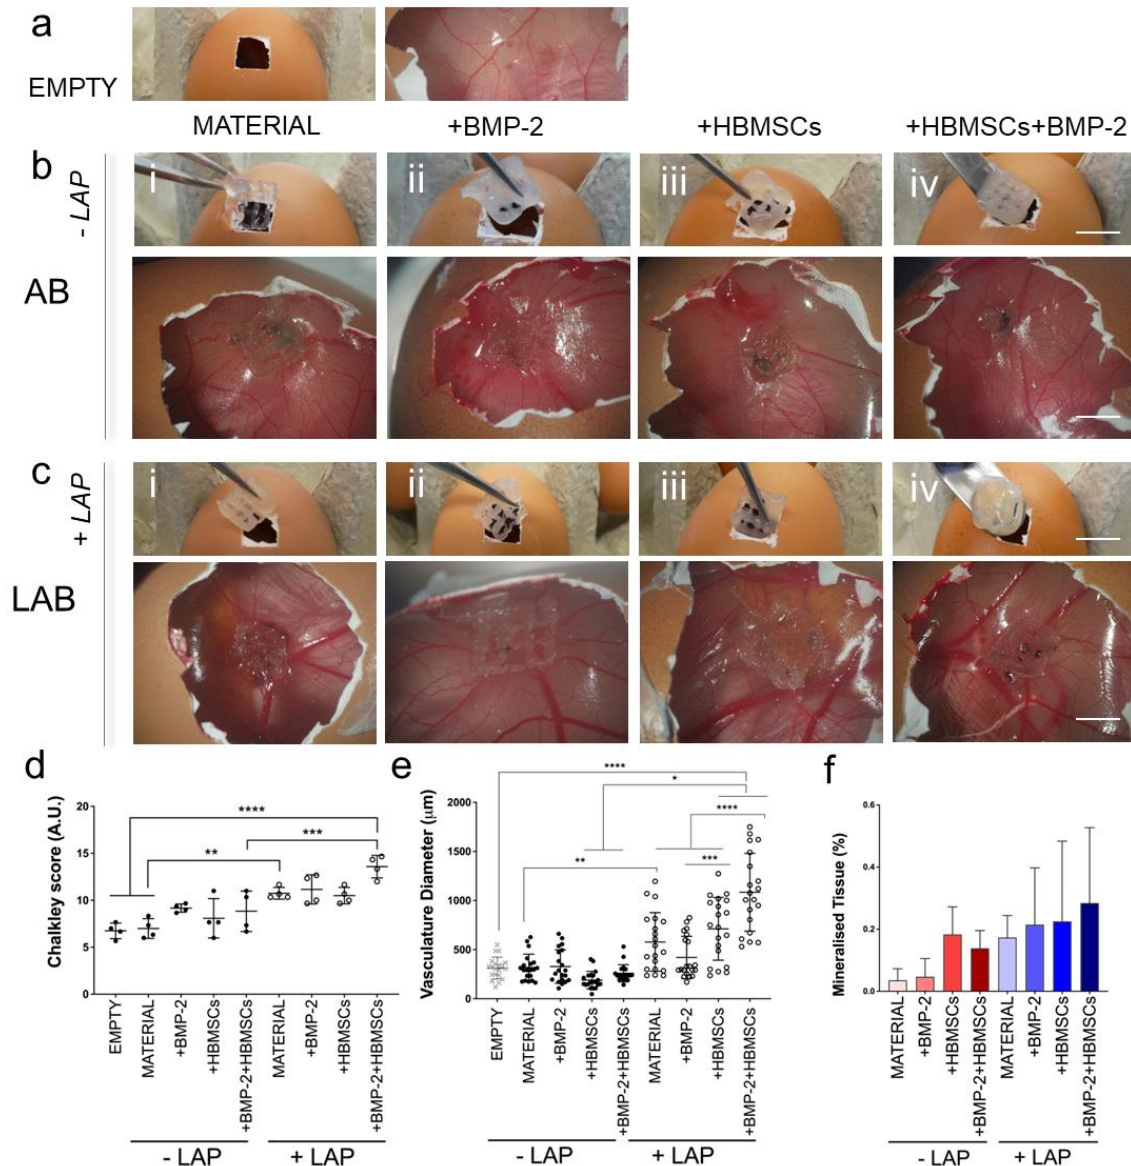 a
EMPTY
MATERIAL
+BMP-2
+HBMSCs
+HBMSCs+BMP-2
b
- LAP
AB
i
ii
iii
iv
c
+ LAP
LAB
i
ii
iii
iv
d
Chalkley score (A.U.)
20
15
10
5
0
****
***
**
EMPTY
MATERIAL
+BMP-2
+HBMSCs
+BMP-2+HBMSCs
MATERIAL
+BMP-2
+HBMSCs
+BMP-2+HBMSCs
- LAP
+ LAP
e
Vasculature Diameter (μm)
2000
1500
1000
500
0
****
*
****
**
***
EMPTY
MATERIAL
+BMP-2
+HBMSCs
+BMP-2+HBMSCs
MATERIAL
+BMP-2
+HBMSCs
+BMP-2+HBMSCs
- LAP
+ LAP
f
Mineralised Tissue (%)
0.6
0.4
0.2
0.0
MATERIAL
+BMP-2
+HBMSCs
+BMP-2+HBMSCs
MATERIAL
+BMP-2
+HBMSCs
+BMP-2+HBMSCs
- LAP
+ LAP